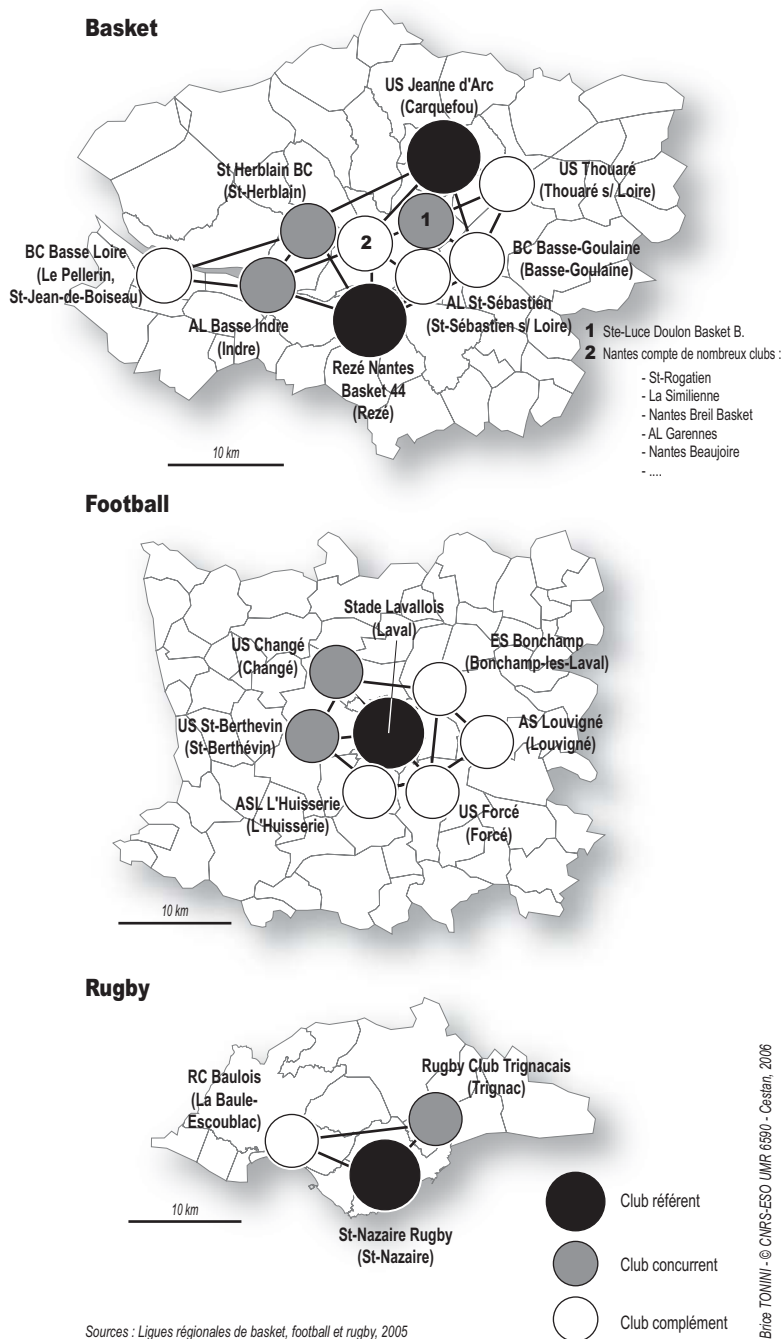 Basket
US Jeanne d'Arc
(Carquefou)
St Herblain BC
(St-Herblain)
US Thouaré
(Thouaré s/ Loire)
1
2
BC Basse Loire
(Le Pellerin,
St-Jean-de-Boiseau)
BC Basse-Goulaine
(Basse-Goulaine)
AL Basse Indre
(Indre)
AL St-Sébastien
(St-Sébastien s/ Loire)
Rezé Nantes
Basket 44
(Rezé)
1 Ste-Luce Doulon Basket B.
2 Nantes compte de nombreux clubs :
- St-Rogatien
- La Similienne
- Nantes Breil Basket
- AL Garennes
- Nantes Beaujoire
- ....
10 km
Football
Stade Lavallois
(Laval)
US Changé
(Changé)
ES Bonchamp
(Bonchamp-les-Laval)
US St-Berthevin
(St-Berthévin)
AS Louvigné
(Louvigné)
ASL L'Huisserie
(L'Huisserie)
US Forcé
(Forcé)
10 km
Rugby
RC Baulois
(La Baule-
Escoublac)
Rugby Club Trignacais
(Trignac)
St-Nazaire Rugby
(St-Nazaire)
10 km
Club référent
Club concurrent
Club complément
Sources : Ligues régionales de basket, football et rugby, 2005
Brice TONINI - © CNRS-ESO UMR 6590 - Cestan, 2006